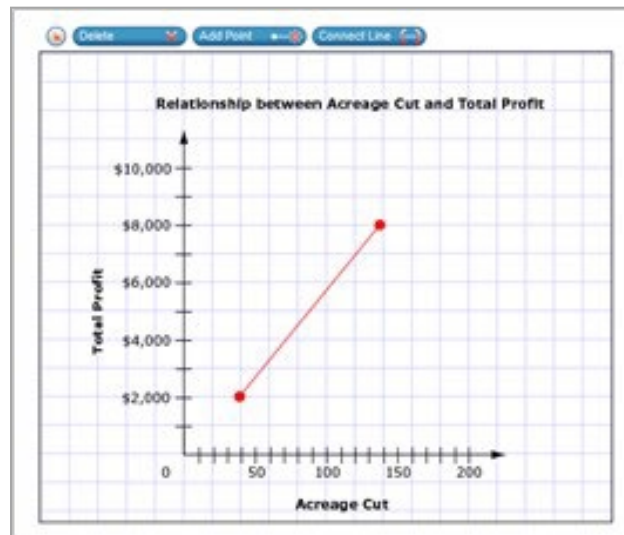 Delete
Add Point
Connect Line
Relationship between Acreage Cut and Total Profit
$10,000
$8,000
$6,000
$4,000
$2,000
Total Profit
0 50 100 150 200
Acreage Cut